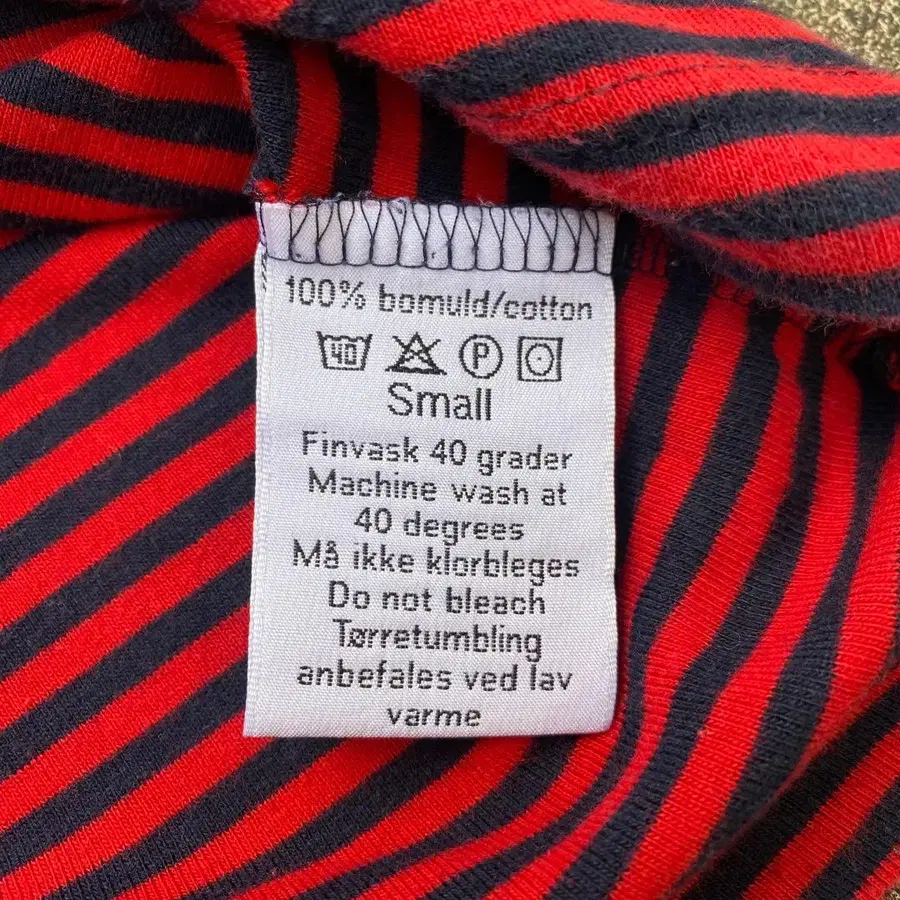 100% bomuld/cotton
40 P
Small
Finvask 40 grader
Machine wash at
40 degrees
Må ikke klorbleges
Do not bleach
Tørretumbling
anbefales ved lav
varme